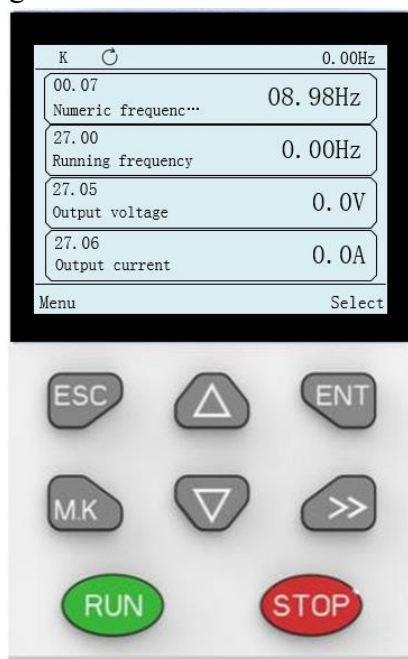 K 0.00Hz
00.07
Numeric frequenc… 08.98Hz
27.00
Running frequency 0.00Hz
27.05
Output voltage 0.0V
27.06
Output current 0.0A
Menu Select
ESC ENT
M.K >>
RUN STOP